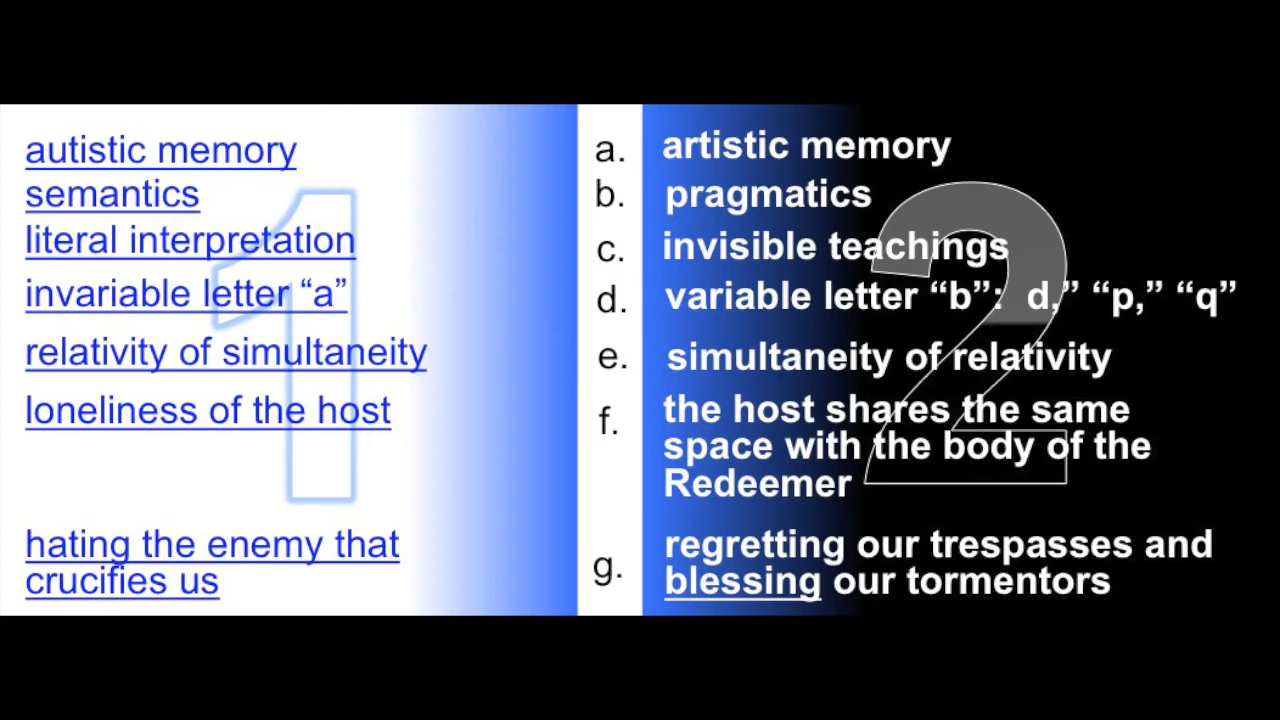 autistic memory a. artistic memory
semantics b. pragmatics
literal interpretation c. invisible teachings
invariable letter “a” d. variable letter “b”: d,” “p,” “q”
relativity of simultaneity e. simultaneity of relativity
loneliness of the host f. the host shares the same
space with the body of the
Redeemer
hating the enemy that g. regretting our trespasses and
crucifies us blessing our tormentors
1 2